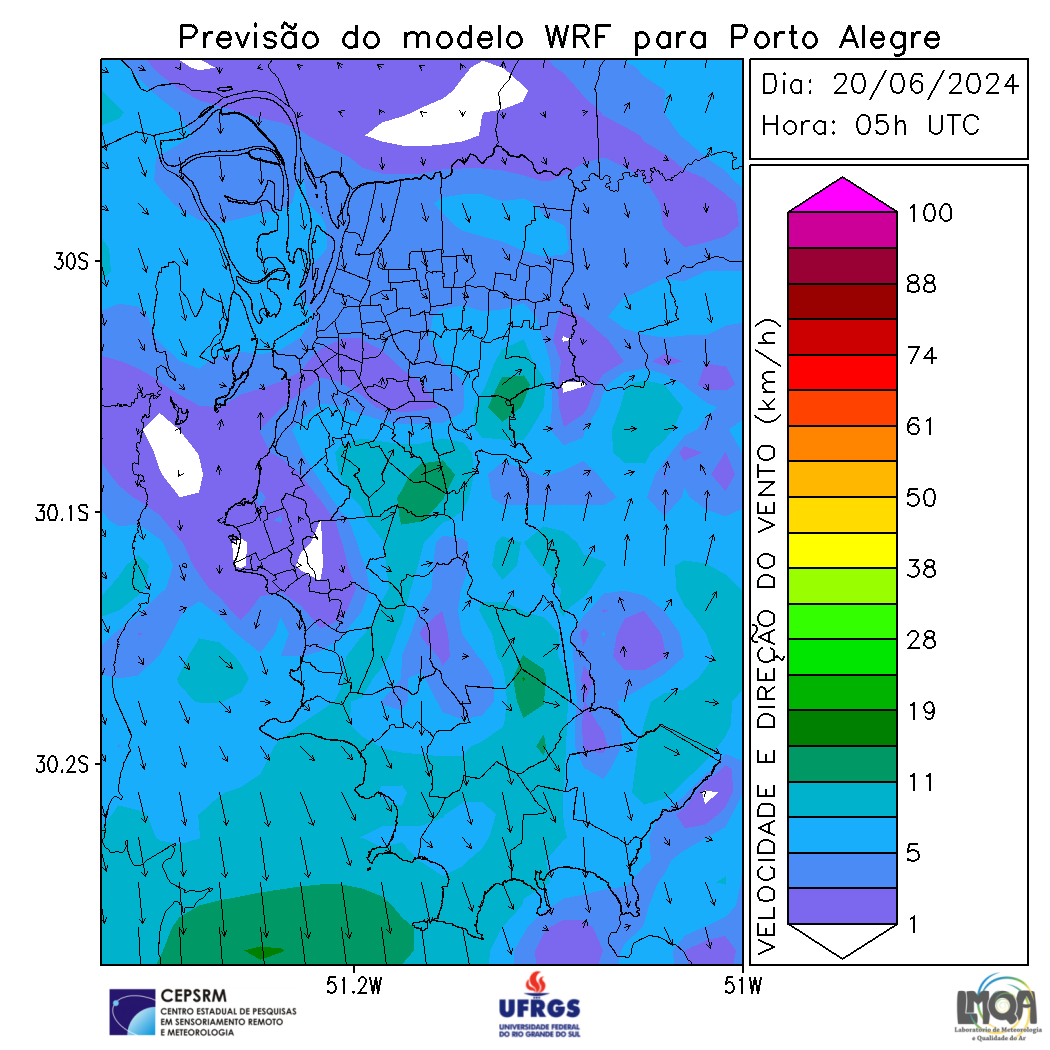 Previsão do modelo WRF para Porto Alegre
Dia: 20/06/2024
Hora: 05h UTC
30S
30.1S
30.2S
51.2W
51W
VELOCIDADE E DIREÇÃO DO VENTO (km/h)
100
88
74
61
50
38
28
19
11
5
1
CEPSRM
CENTRO ESTADUAL DE PESQUISAS
EM SENSORIAMENTO REMOTO
E METEOROLOGIA
UFRGS
UNIVERSIDADE FEDERAL
DO RIO GRANDE DO SUL
LMQA
Laboratório de Meteorologia
e Qualidade do Ar